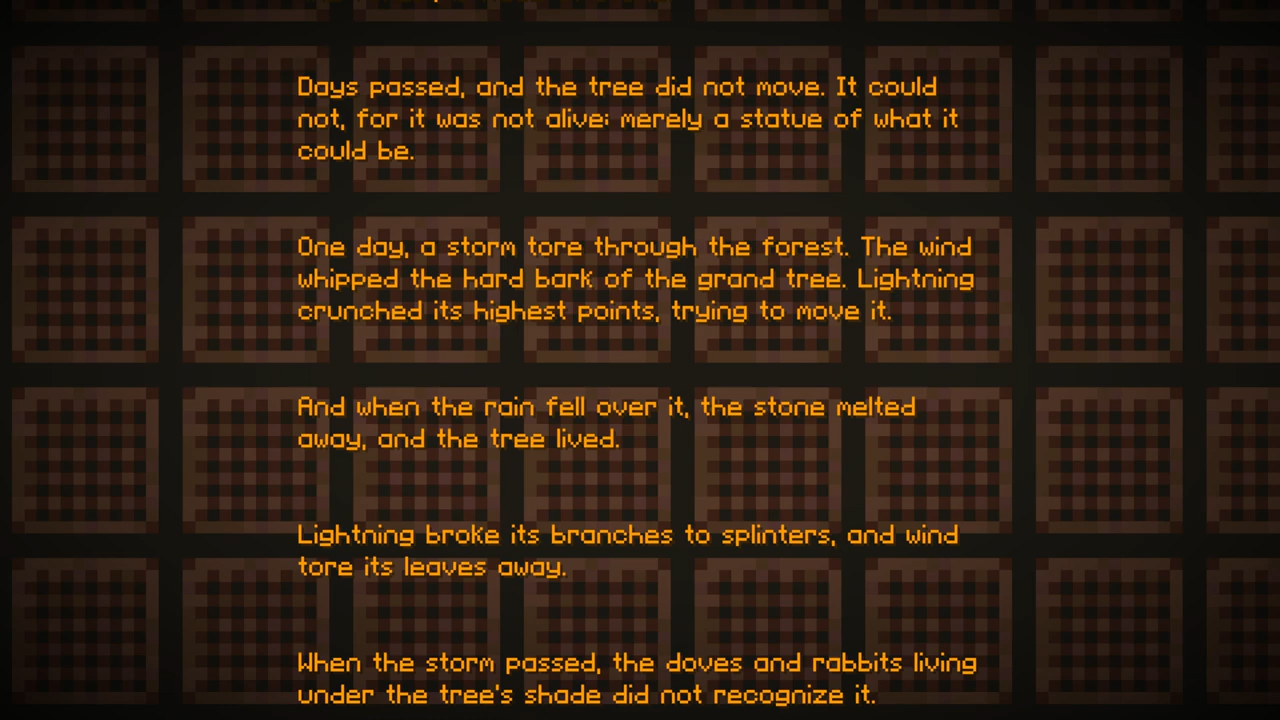 Days passed, and the tree did not move. It could
not, for it was not alive; merely a statue of what it
could be.
One day, a storm tore through the forest. The wind
whipped the hard bark of the grand tree. Lightning
crunched its highest points, trying to move it.
And when the rain fell over it, the stone melted
away, and the tree lived.
Lightning broke its branches to splinters, and wind
tore its leaves away.
When the storm passed, the doves and rabbits living
under the tree's shade did not recognize it.